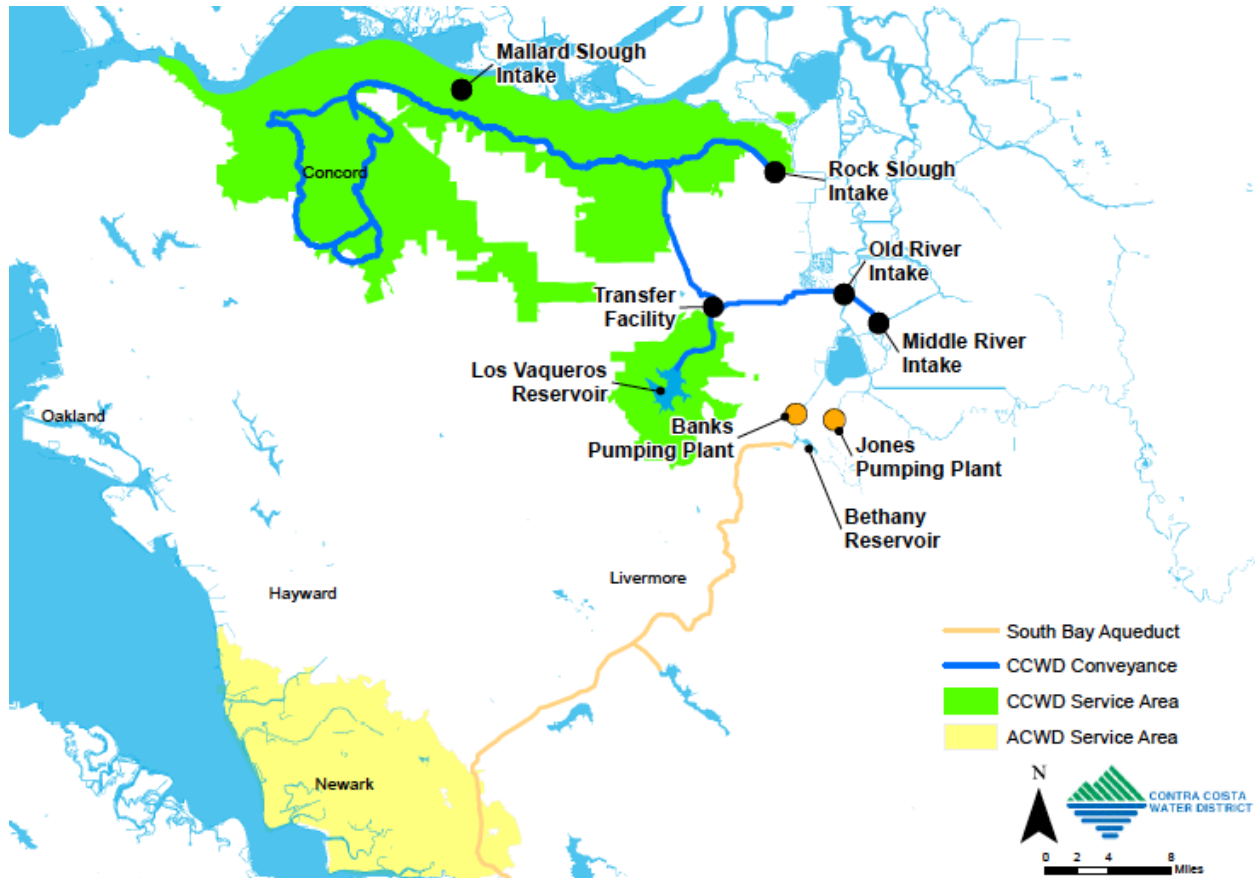 Mallard Slough
Intake
Concord
Rock Slough
Intake
Old River
Intake
Transfer
Facility
Middle River
Intake
Los Vaqueros
Reservoir
Oakland
Banks
Pumping Plant
Jones
Pumping Plant
Bethany
Reservoir
Livermore
Hayward
South Bay Aqueduct
CCWD Conveyance
CCWD Service Area
ACWD Service Area
Newark
N
CONTRA COSTA
WATER DISTRICT
0 2 4 8
Miles